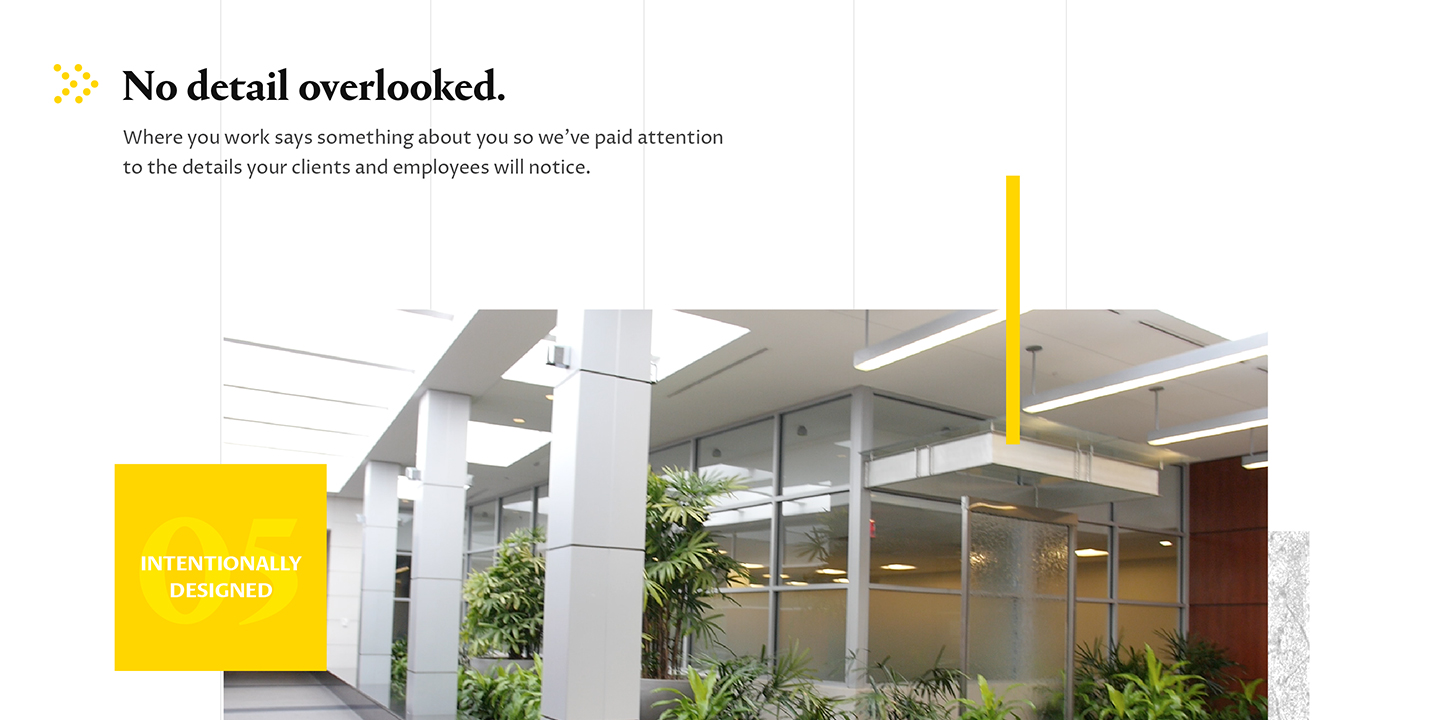 No detail overlooked.
Where you work says something about you so we’ve paid attention
to the details your clients and employees will notice.
05
INTENTIONALLY
DESIGNED